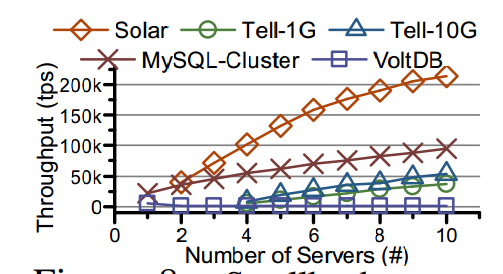 Solar Tell-1G Tell-10G
MySQL-Cluster VoltDB
Throughput (tps)
200k
150k
100k
50k
0
0 2 4 6 8 10
Number of Servers (#)